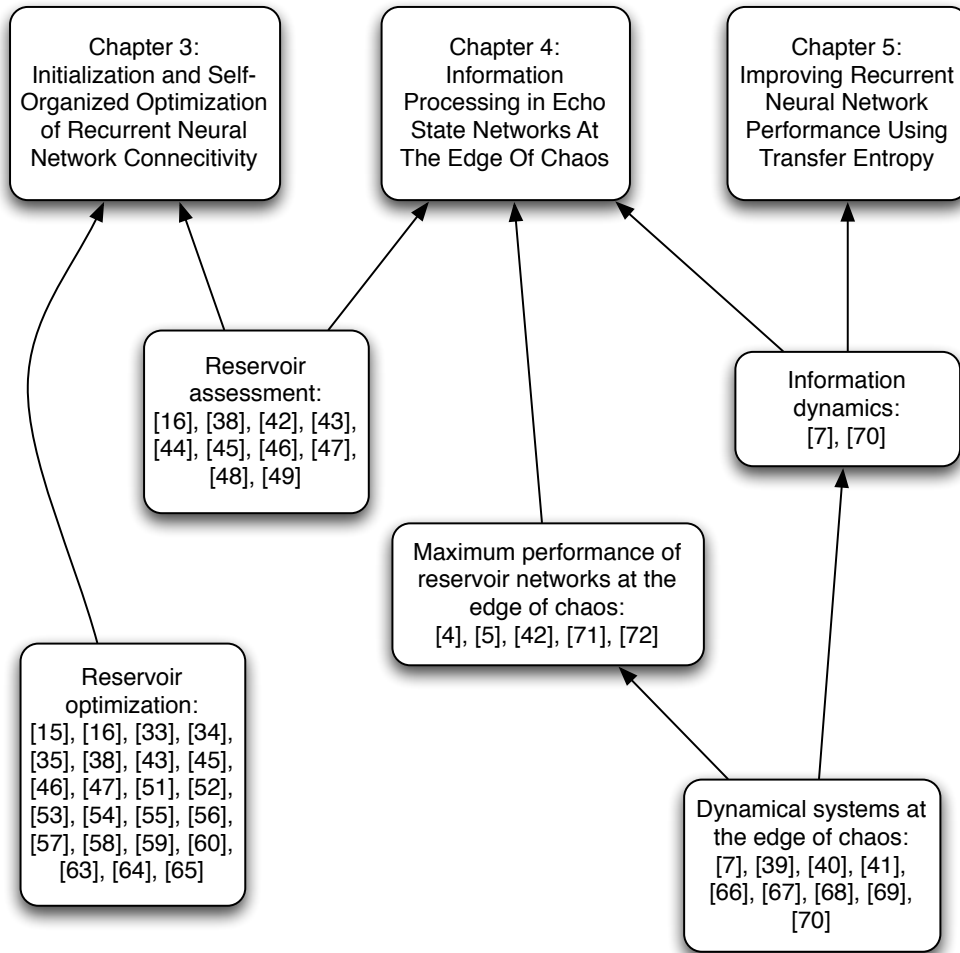 Chapter 3:
Initialization and Self-
Organized Optimization
of Recurrent Neural
Network Connecitivity
Chapter 4:
Information
Processing in Echo
State Networks At
The Edge Of Chaos
Chapter 5:
Improving Recurrent
Neural Network
Performance Using
Transfer Entropy
Reservoir
assessment:
[16], [38], [42], [43],
[44], [45], [46], [47],
[48], [49]
Information
dynamics:
[7], [70]
Maximum performance of
reservoir networks at the
edge of chaos:
[4], [5], [42], [71], [72]
Reservoir
optimization:
[15], [16], [33], [34],
[35], [38], [43], [45],
[46], [47], [51], [52],
[53], [54], [55], [56],
[57], [58], [59], [60],
[63], [64], [65]
Dynamical systems at
the edge of chaos:
[7], [39], [40], [41],
[66], [67], [68], [69],
[70]